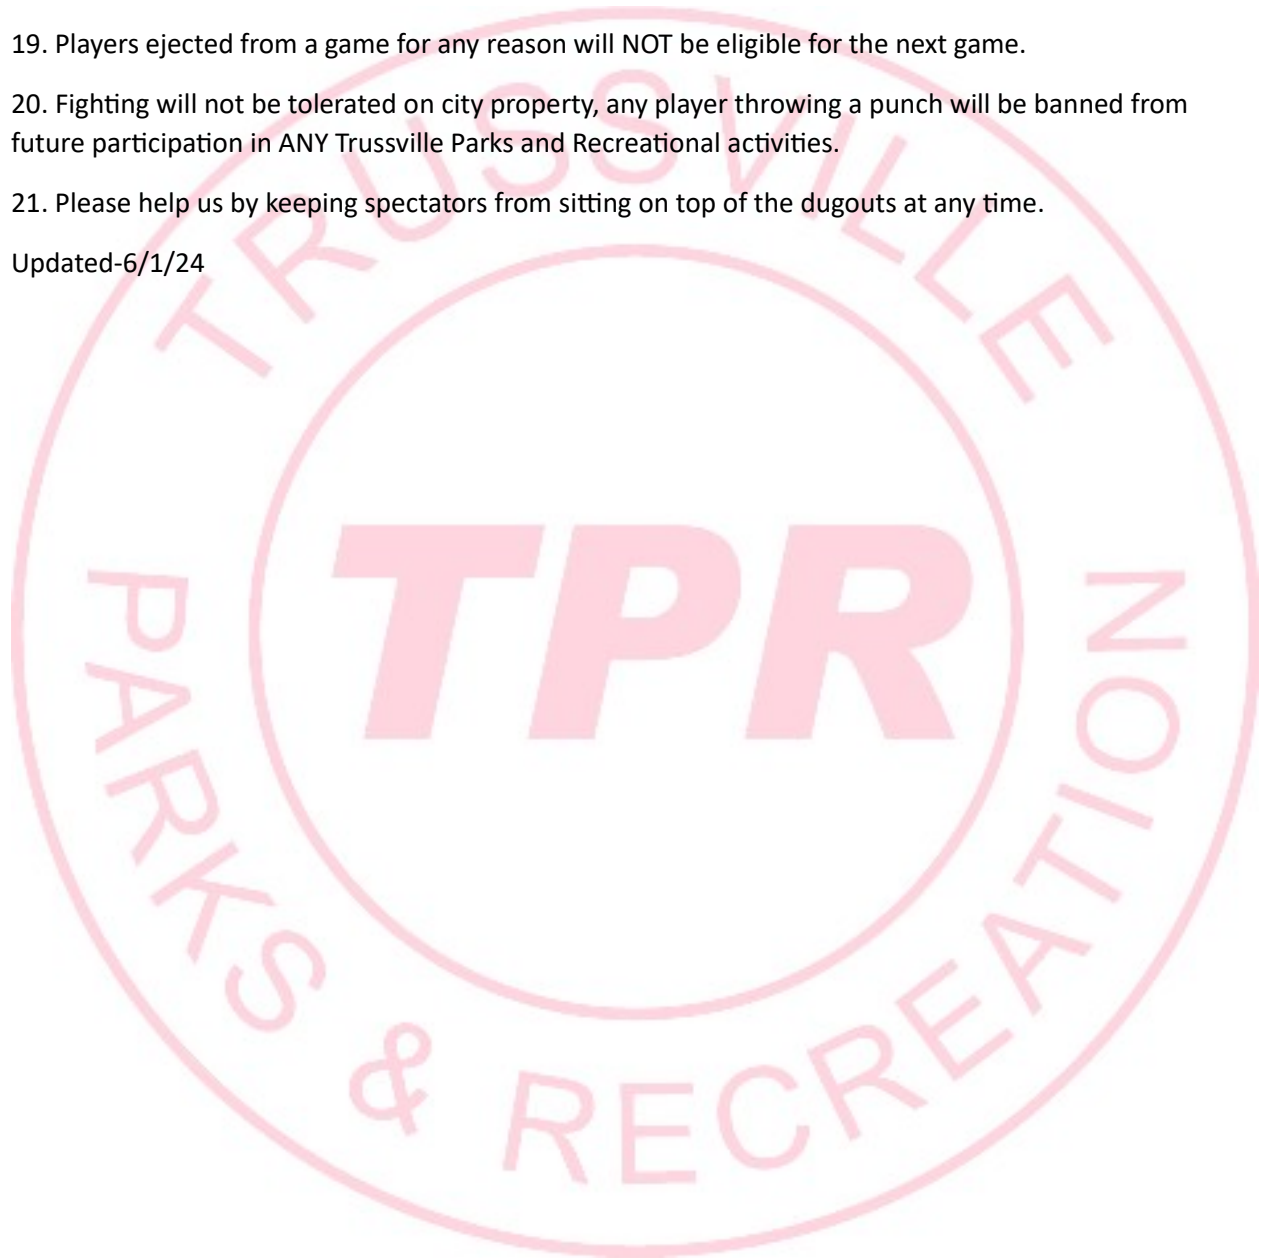 19. Players ejected from a game for any reason will NOT be eligible for the next game.
20. Fighting will not be tolerated on city property, any player throwing a punch will be banned from
future participation in ANY Trussville Parks and Recreational activities.
21. Please help us by keeping spectators from sitting on top of the dugouts at any time.
Updated-6/1/24
TRUSSVILLE
TPR
PARKS & RECREATION